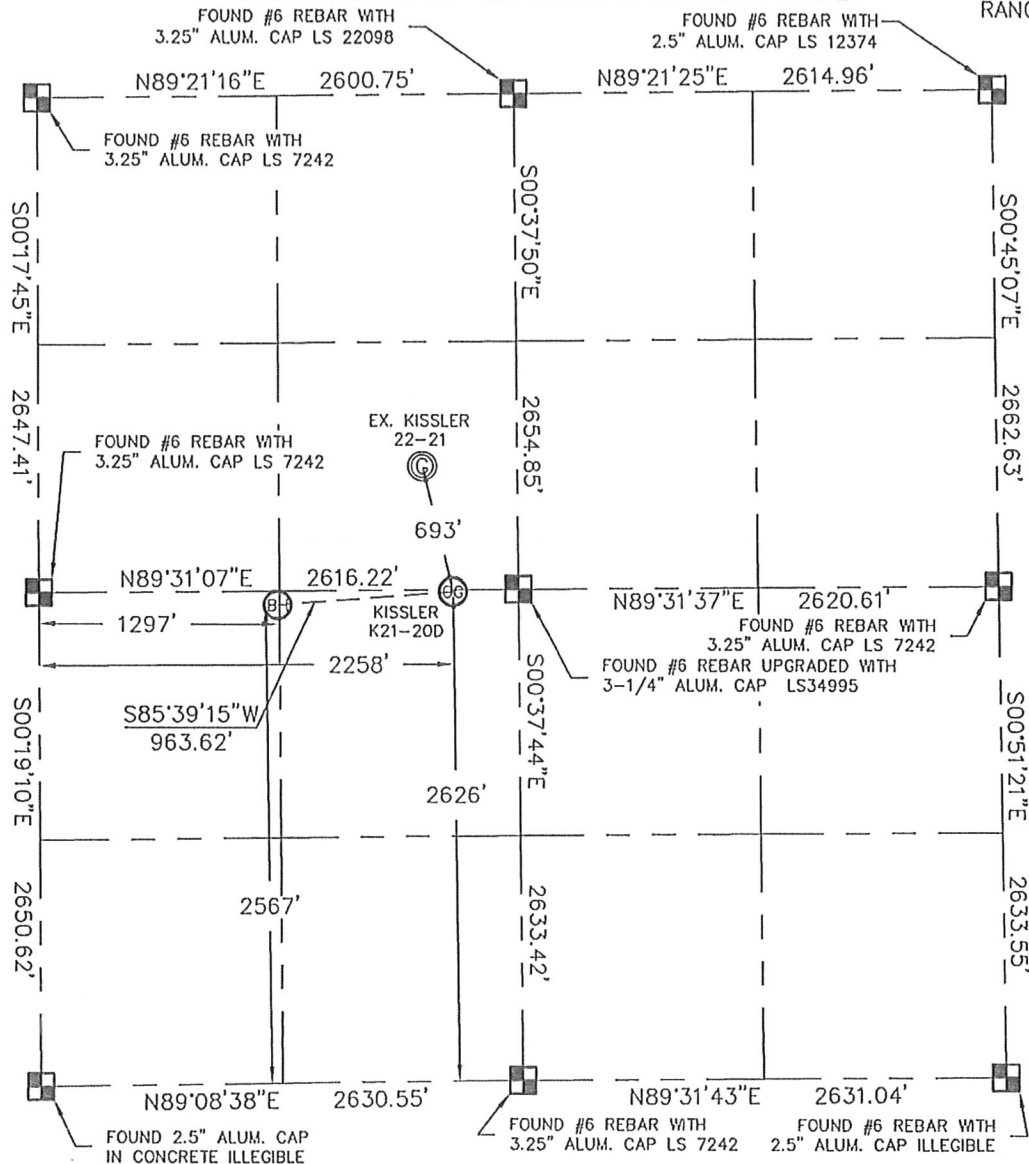 RANG
FOUND #6 REBAR WITH
3.25" ALUM. CAP LS 22098
FOUND #6 REBAR WITH
2.5" ALUM. CAP LS 12374
N89°21'16"E 2600.75'
N89°21'25"E 2614.96'
FOUND #6 REBAR WITH
3.25" ALUM. CAP LS 7242
S00°17'45"E
2647.41'
S00°37'50"E
2654.85'
S00°45'07"E
2662.63'
EX. KISSLER
22-21
G
693'
FOUND #6 REBAR WITH
3.25" ALUM. CAP LS 7242
N89°31'07"E 2616.22'
KISSLER
K21-20D
1297'
2258'
N89°31'37"E 2620.61'
FOUND #6 REBAR WITH
3.25" ALUM. CAP LS 7242
FOUND #6 REBAR UPGRADED WITH
3-1/4" ALUM. CAP LS34995
S85°39'15"W
963.62'
S00°19'10"E
2650.62'
2567'
2626'
S00°37'44"E
2633.42'
S00°51'21"E
2633.55'
N89°08'38"E 2630.55'
N89°31'43"E 2631.04'
FOUND 2.5" ALUM. CAP
IN CONCRETE ILLEGIBLE
FOUND #6 REBAR WITH
3.25" ALUM. CAP LS 7242
FOUND #6 REBAR WITH
2.5" ALUM. CAP ILLEGIBLE